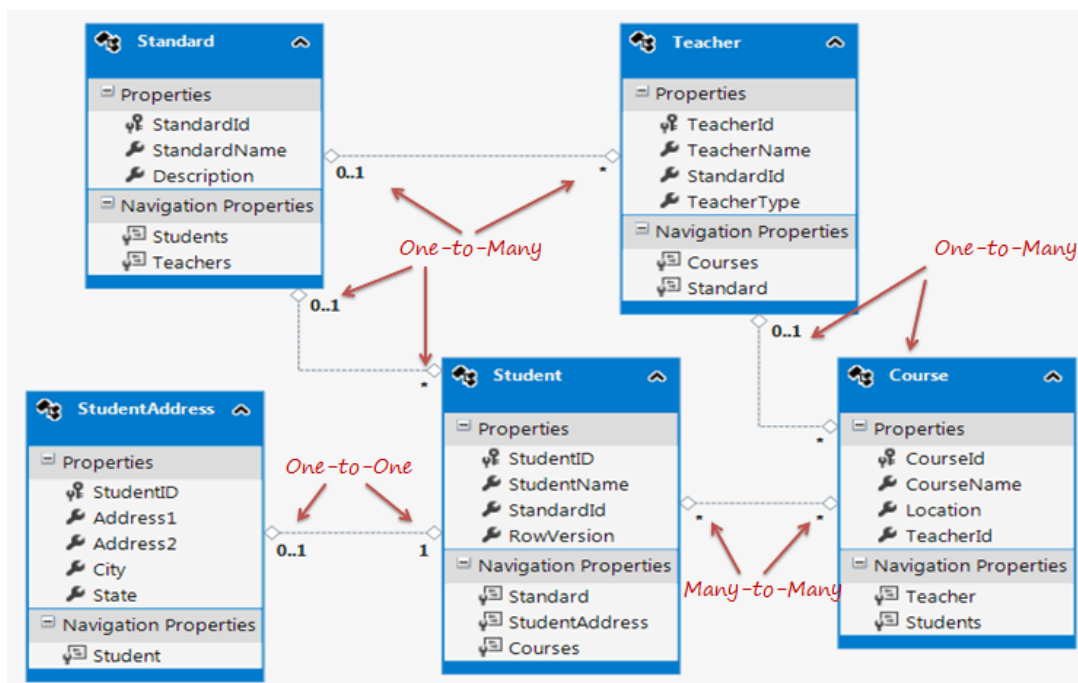 Standard
Properties
StandardId
StandardName
Description
Navigation Properties
Students
Teachers
Teacher
Properties
TeacherId
TeacherName
StandardId
TeacherType
Navigation Properties
Courses
Standard
0..1
*
One-to-Many
0..1
*
One-to-Many
0..1
*
StudentAddress
Properties
StudentID
Address1
Address2
City
State
Navigation Properties
Student
One-to-One
0..1
1
Student
Properties
StudentID
StudentName
StandardId
RowVersion
Navigation Properties
Standard
StudentAddress
Courses
*
*
Many-to-Many
Course
Properties
CourseId
CourseName
Location
TeacherId
Navigation Properties
Teacher
Students